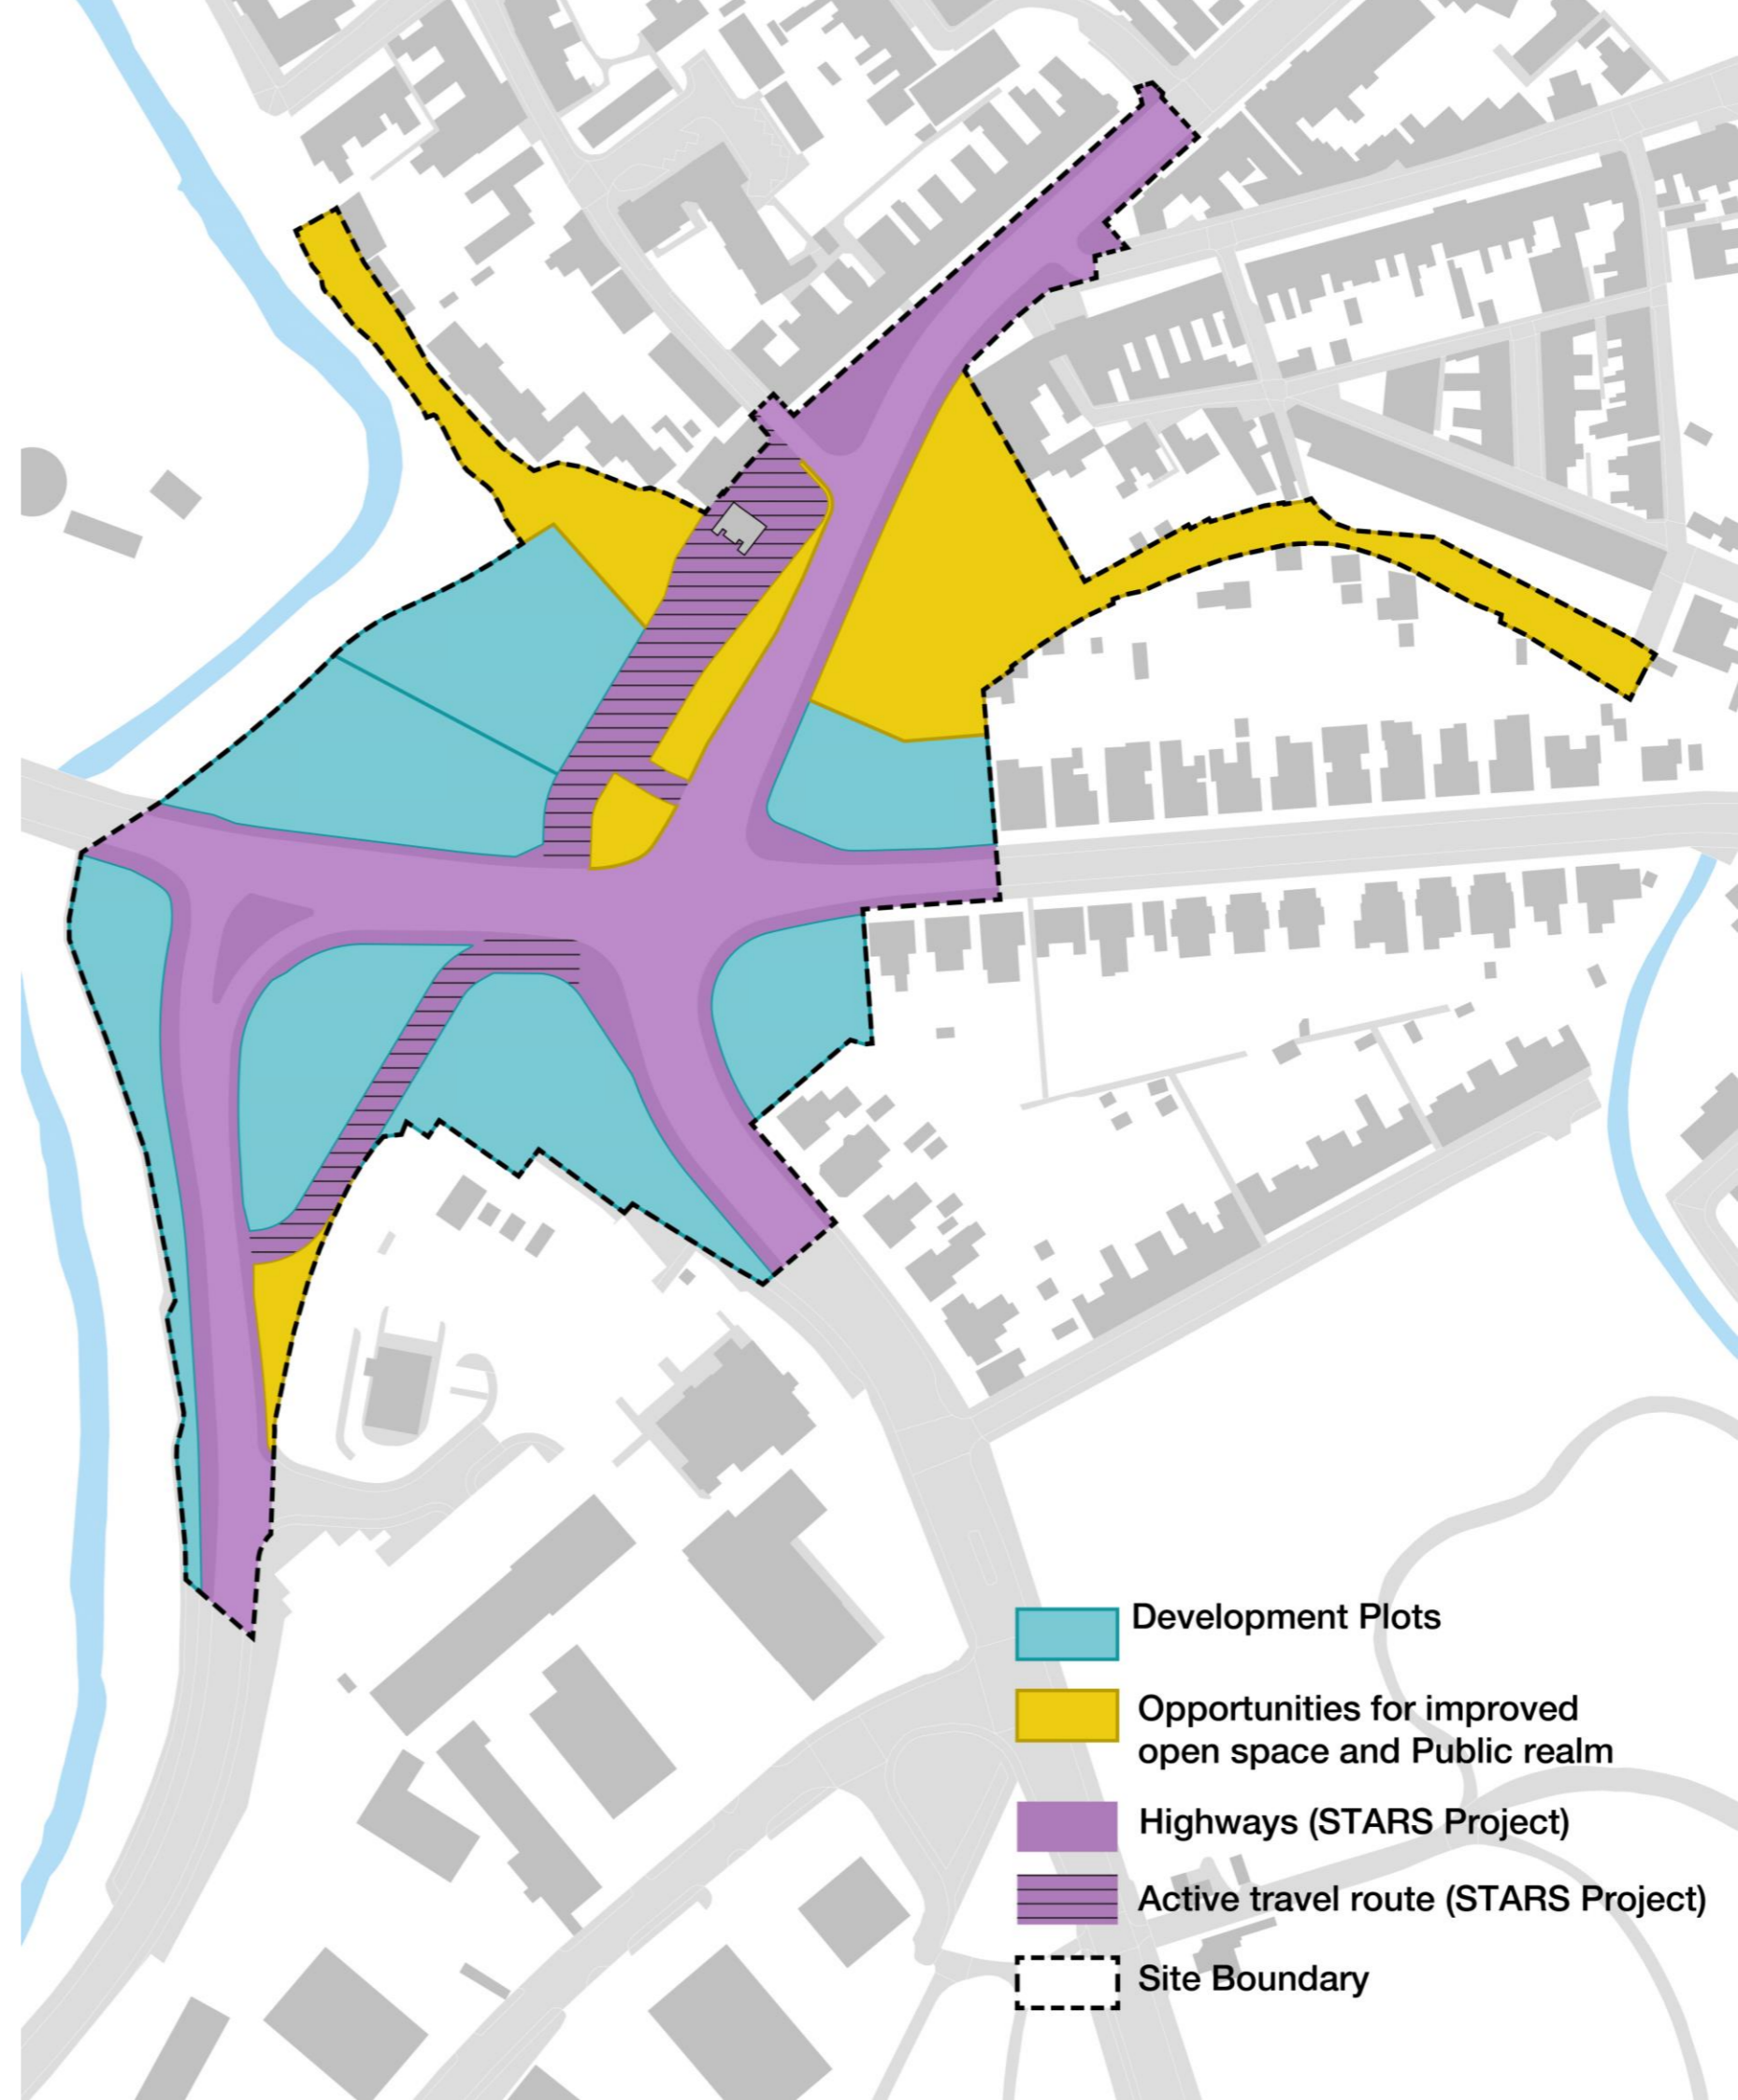 Development Plots
Opportunities for improved
open space and Public realm
Highways (STARS Project)
Active travel route (STARS Project)
Site Boundary